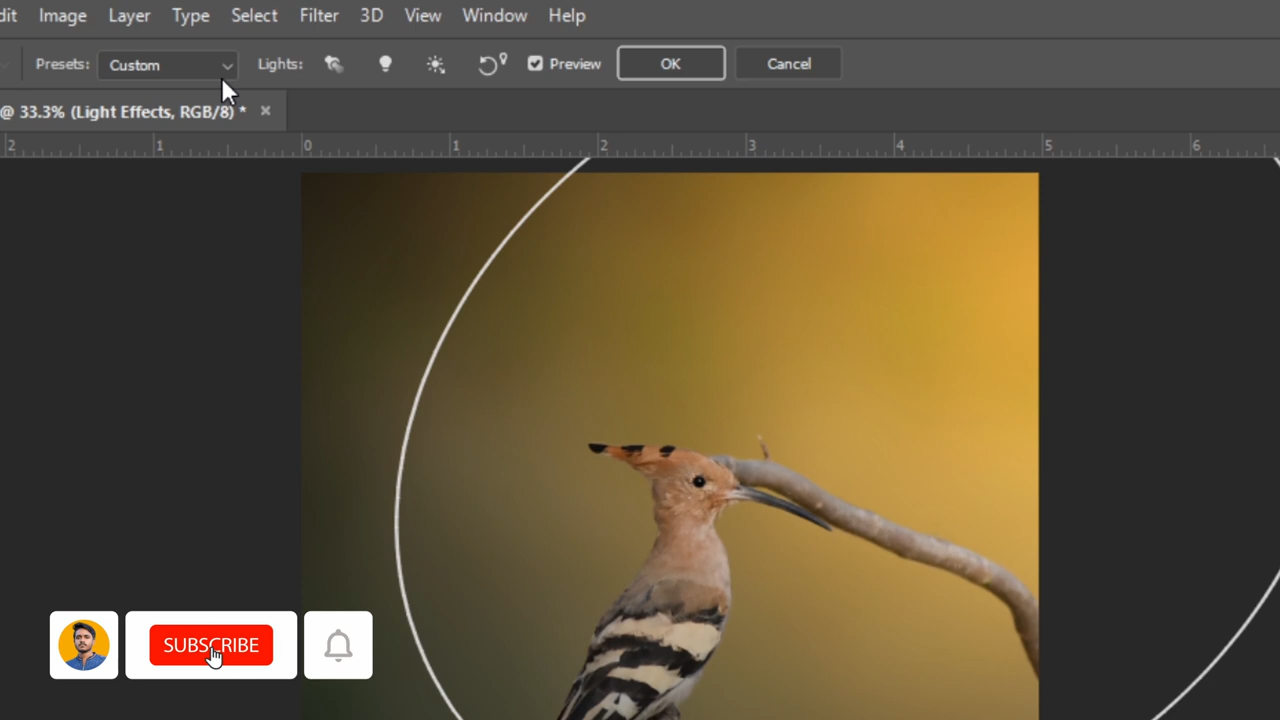 dit Image Layer Type Select Filter 3D View Window Help
Presets: Custom Lights: Preview OK Cancel
@ 33.3% (Light Effects, RGB/8) * ×
2 1 0 1 2 3 4 5 6
SUBSCRIBE